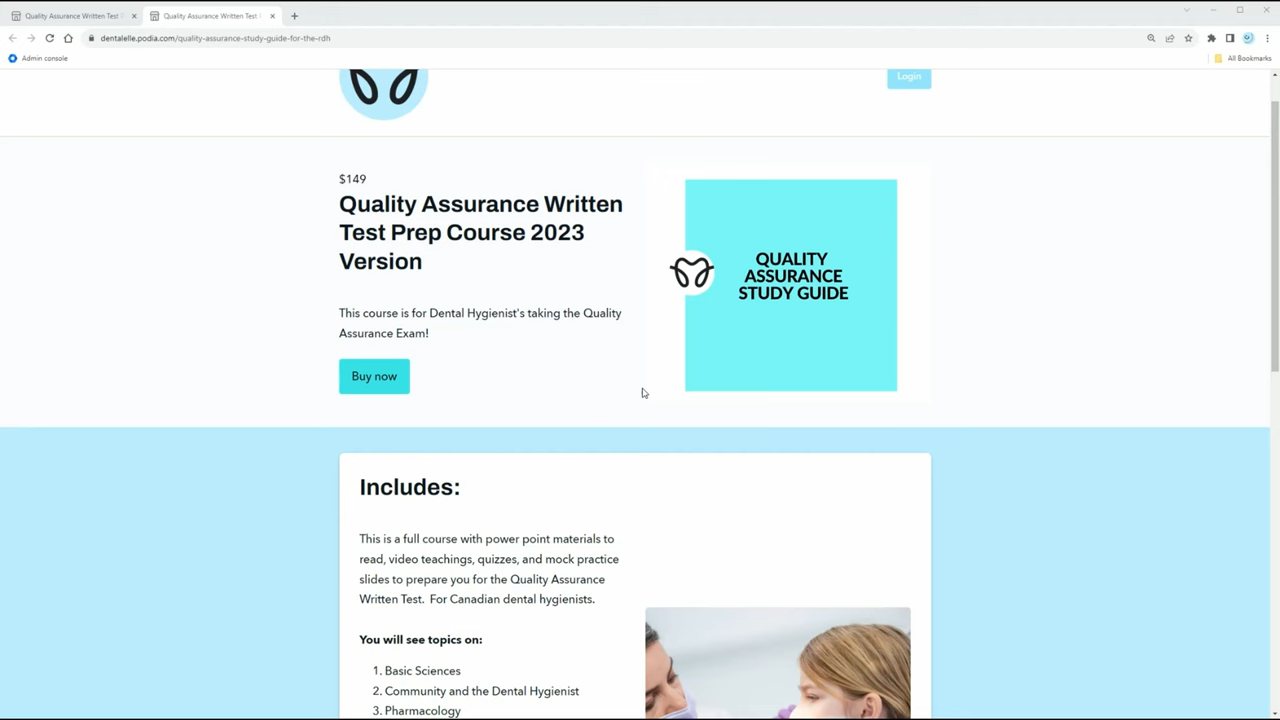 Quality Assurance Written Test
Quality Assurance Written Test
dentalelle.podia.com/quality-assurance-study-guide-for-the-rdh
Admin console
All Bookmarks
Login
$149
Quality Assurance Written
Test Prep Course 2023
Version
This course is for Dental Hygienist's taking the Quality
Assurance Exam!
Buy now
QUALITY
ASSURANCE
STUDY GUIDE
Includes:
This is a full course with power point materials to
read, video teachings, quizzes, and mock practice
slides to prepare you for the Quality Assurance
Written Test. For Canadian dental hygienists.
You will see topics on:
1. Basic Sciences
2. Community and the Dental Hygienist
3. Pharmacology